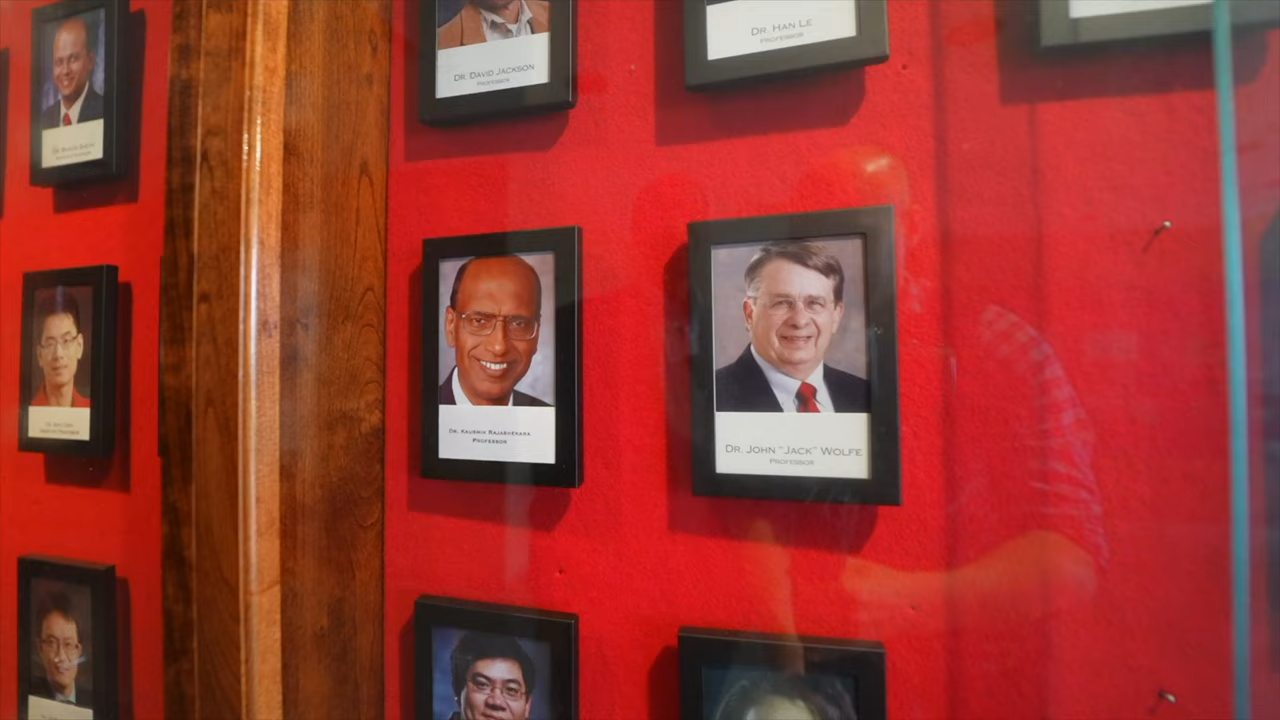 DR. DAVID JACKSON
PROFESSOR
DR. HAN LE
PROFESSOR
DR. KAUSHIK RAJASHEKARA
PROFESSOR
DR. JOHN "JACK" WOLFE
PROFESSOR